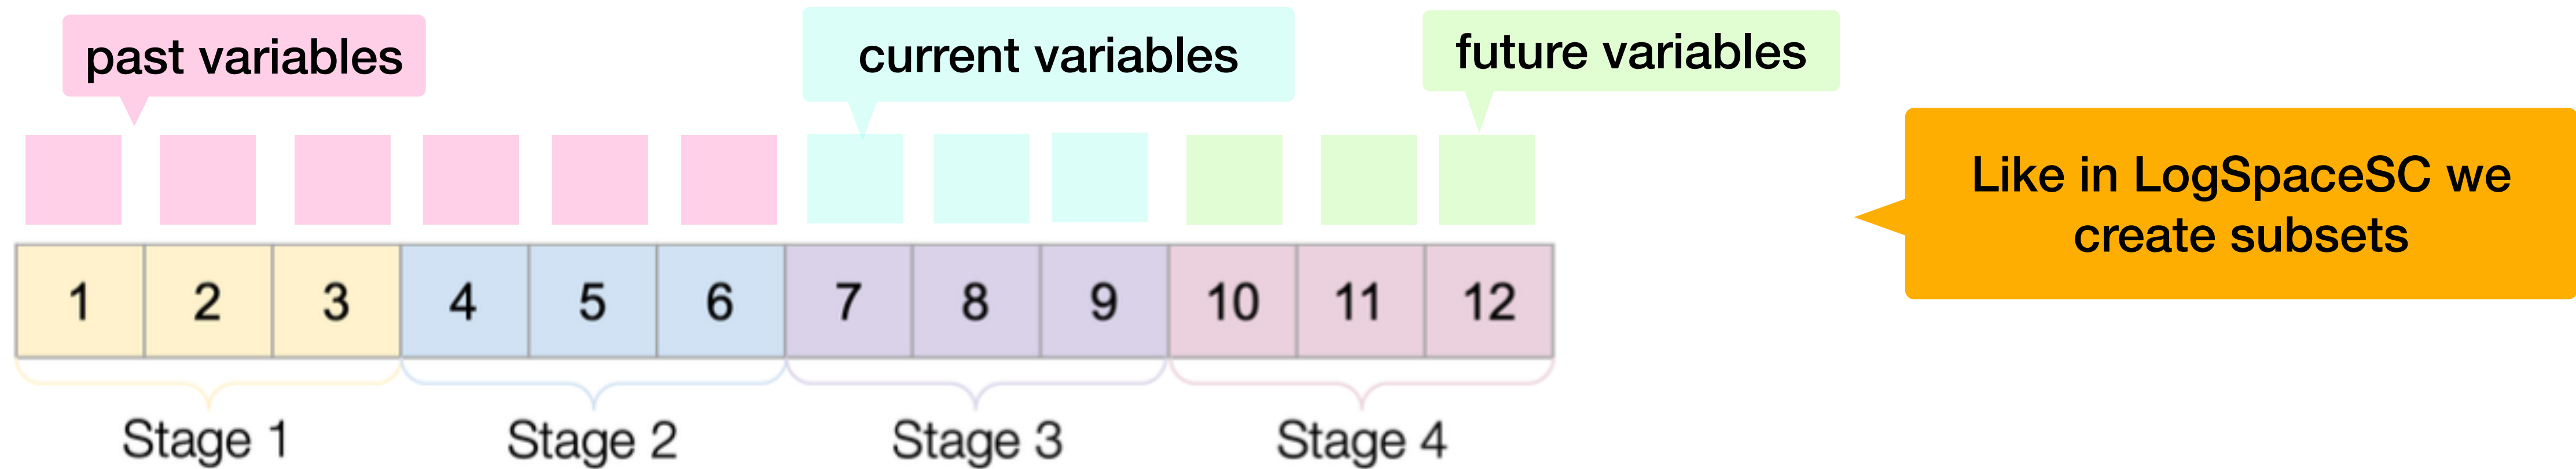 past variables
current variables
future variables
Like in LogSpaceSC we
create subsets
1 2 3 4 5 6 7 8 9 10 11 12
Stage 1 Stage 2 Stage 3 Stage 4